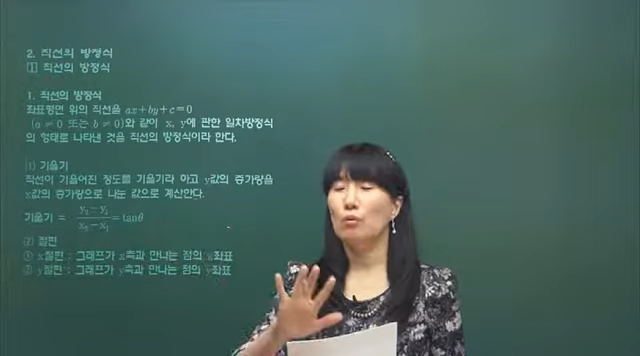 2. 직선의 방정식
① 직선의 방정식
1. 직선의 방정식
좌표평면 위의 직선을 ax+by+c=0
(a≠0 또는 b≠0)와 같이 x, y에 관한 일차방정식
의 형태로 나타낸 것을 직선의 방정식이라 한다.
(1) 기울기
직선이 기울어진 정도를 기울기라 하고 y값의 증가량을
x값의 증가량으로 나눈 값으로 계산한다.
기울기 = (y₂-y₁)/(x₂-x₁) = tanθ
(2) 절편
① x절편 : 그래프가 x축과 만나는 점의 x좌표
② y절편 : 그래프가 y축과 만나는 점의 y좌표